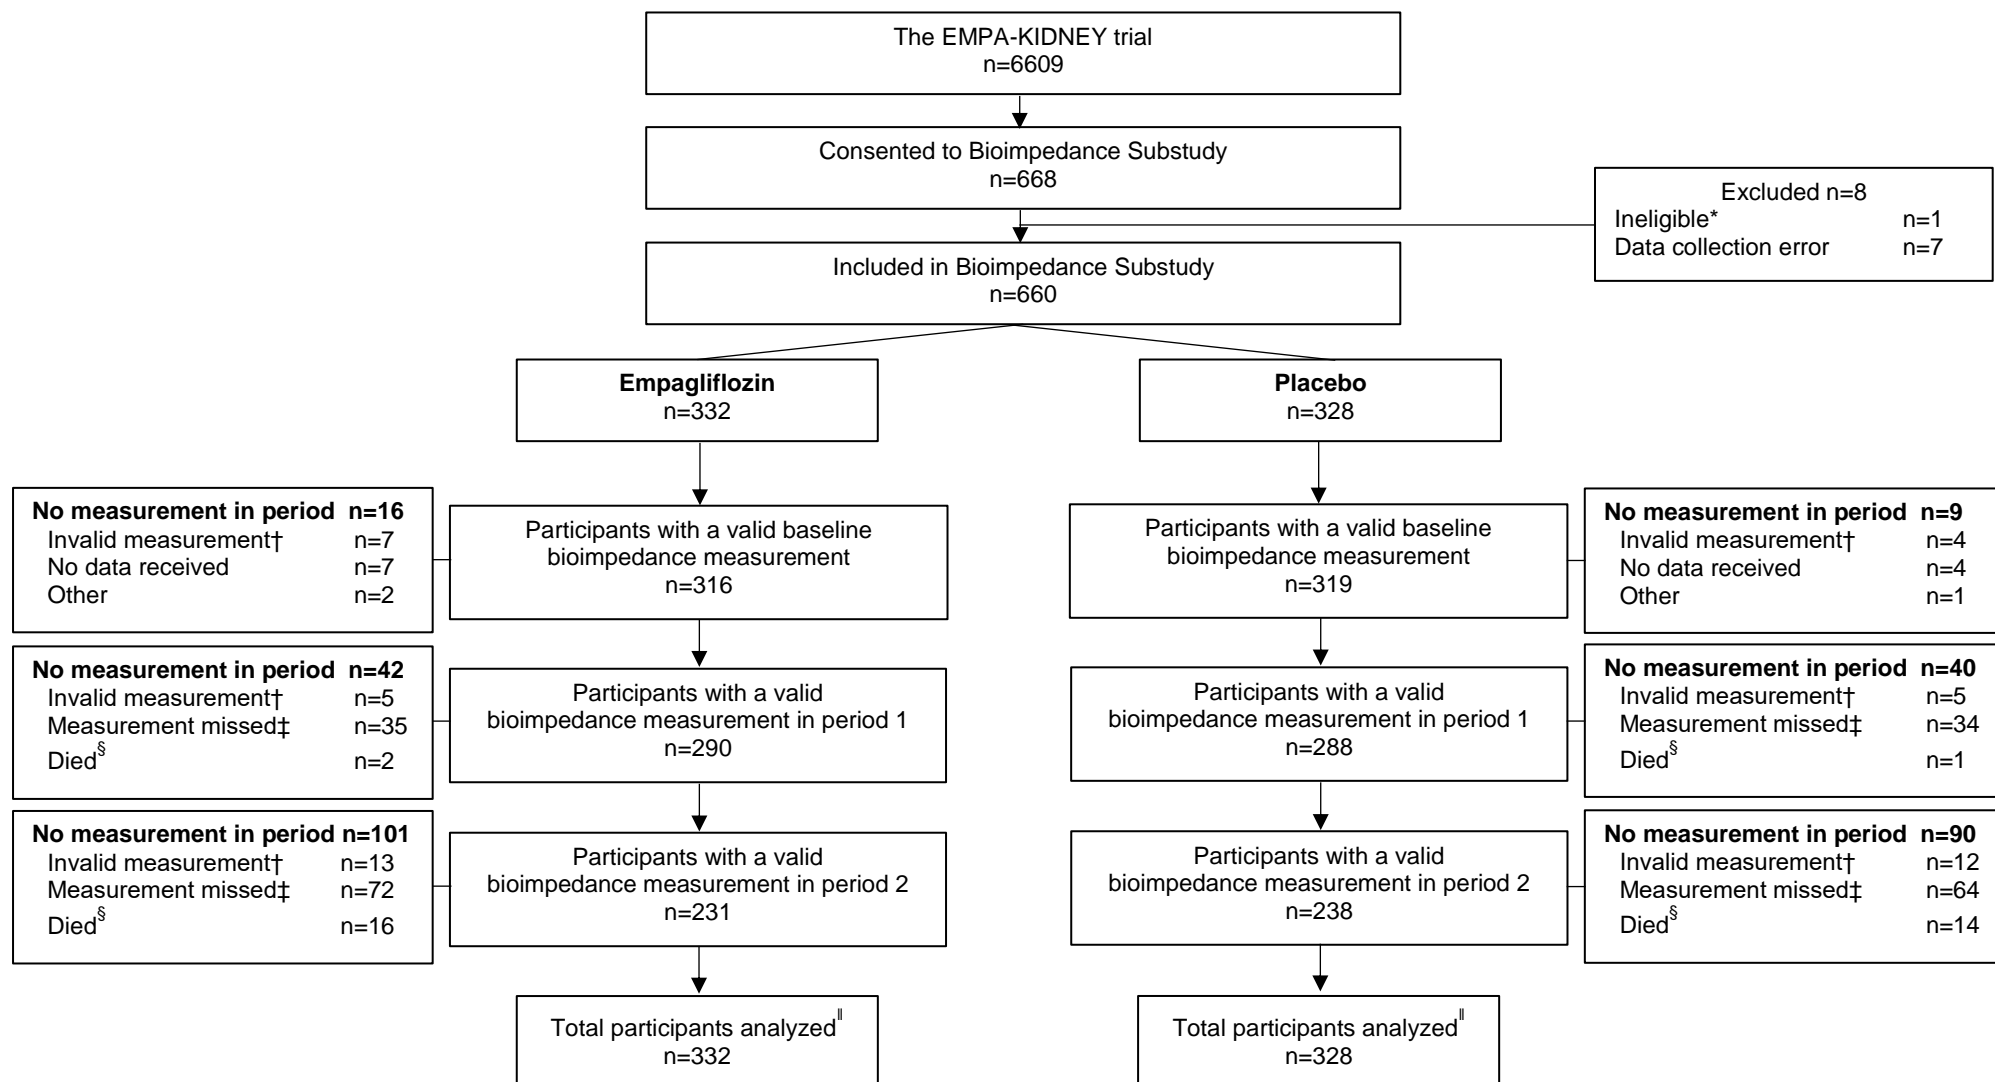 The EMPA-KIDNEY trial
n=6609
Consented to Bioimpedance Substudy
n=668
Excluded n=8
Ineligible* n=1
Data collection error n=7
Included in Bioimpedance Substudy
n=660
Empagliflozin
n=332
Placebo
n=328
No measurement in period n=16
Invalid measurement† n=7
No data received n=7
Other n=2
Participants with a valid baseline
bioimpedance measurement
n=316
Participants with a valid baseline
bioimpedance measurement
n=319
No measurement in period n=9
Invalid measurement† n=4
No data received n=4
Other n=1
No measurement in period n=42
Invalid measurement† n=5
Measurement missed‡ n=35
Died§ n=2
Participants with a valid
bioimpedance measurement in period 1
n=290
Participants with a valid
bioimpedance measurement in period 1
n=288
No measurement in period n=40
Invalid measurement† n=5
Measurement missed‡ n=34
Died§ n=1
No measurement in period n=101
Invalid measurement† n=13
Measurement missed‡ n=72
Died§ n=16
Participants with a valid
bioimpedance measurement in period 2
n=231
Participants with a valid
bioimpedance measurement in period 2
n=238
No measurement in period n=90
Invalid measurement† n=12
Measurement missed‡ n=64
Died§ n=14
Total participants analyzed‖
n=332
Total participants analyzed‖
n=328